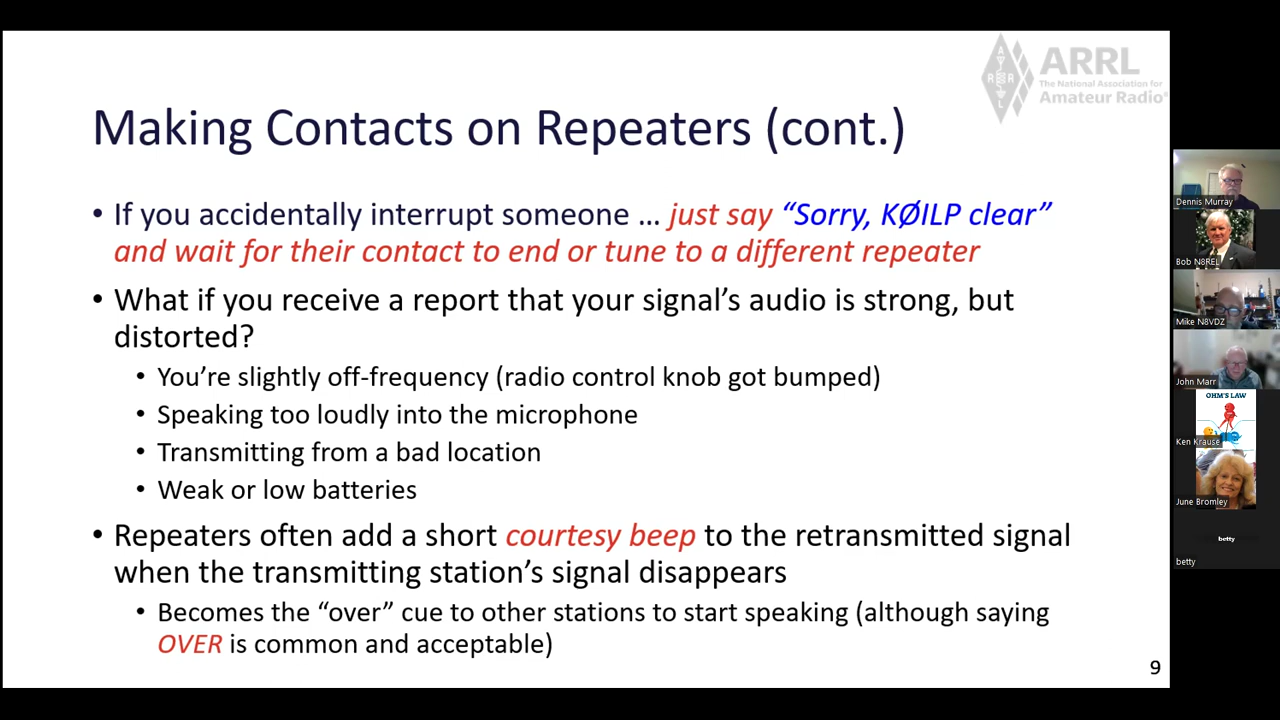 ARRL
The National Association for
Amateur Radio®
Making Contacts on Repeaters (cont.)
• If you accidentally interrupt someone … just say “Sorry, KØILP clear”
and wait for their contact to end or tune to a different repeater
• What if you receive a report that your signal’s audio is strong, but
distorted?
• You’re slightly off-frequency (radio control knob got bumped)
• Speaking too loudly into the microphone
• Transmitting from a bad location
• Weak or low batteries
• Repeaters often add a short courtesy beep to the retransmitted signal
when the transmitting station’s signal disappears
• Becomes the “over” cue to other stations to start speaking (although saying
OVER is common and acceptable)
9
Dennis Murray
Bob N8REL
Mike N8VDZ
John Marr
OHM'S LAW
Ken Krause
June Bromley
betty
betty